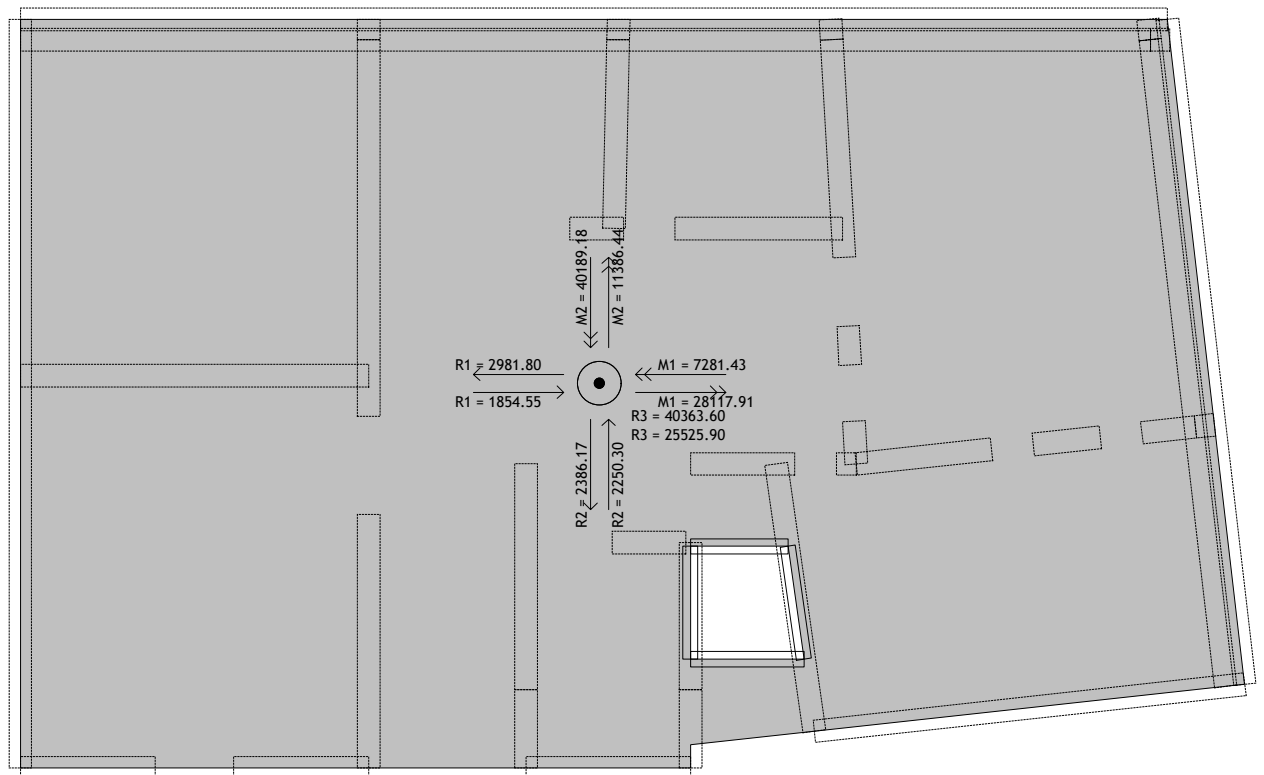 M2 = 40189.18
M2 = 11386.44
R1 = 2981.80
M1 = 7281.43
R1 = 1854.55
M1 = 28117.91
R3 = 40363.60
R3 = 25525.90
R2 = 2386.17
R2 = 2250.30